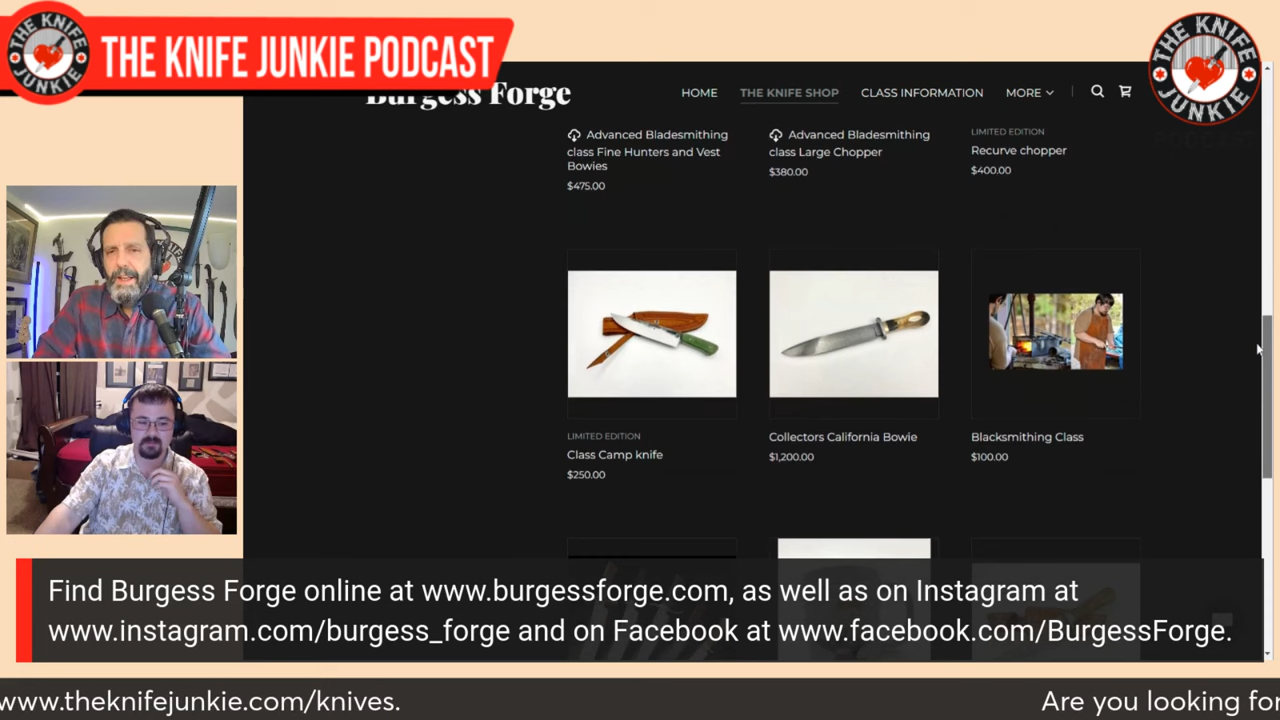 THE KNIFE JUNKIE
THE KNIFE JUNKIE PODCAST
THE KNIFE
JUNKIE
Burgess Forge
HOME THE KNIFE SHOP CLASS INFORMATION MORE
Advanced Bladesmithing
class Fine Hunters and Vest
Bowies
$475.00
Advanced Bladesmithing
class Large Chopper
$380.00
LIMITED EDITION
Recurve chopper
$400.00
LIMITED EDITION
Class Camp knife
$250.00
Collectors California Bowie
$1,200.00
Blacksmithing Class
$100.00
Find Burgess Forge online at www.burgessforge.com, as well as on Instagram at
www.instagram.com/burgess_forge and on Facebook at www.facebook.com/BurgessForge.
www.theknifejunkie.com/knives. Are you looking for